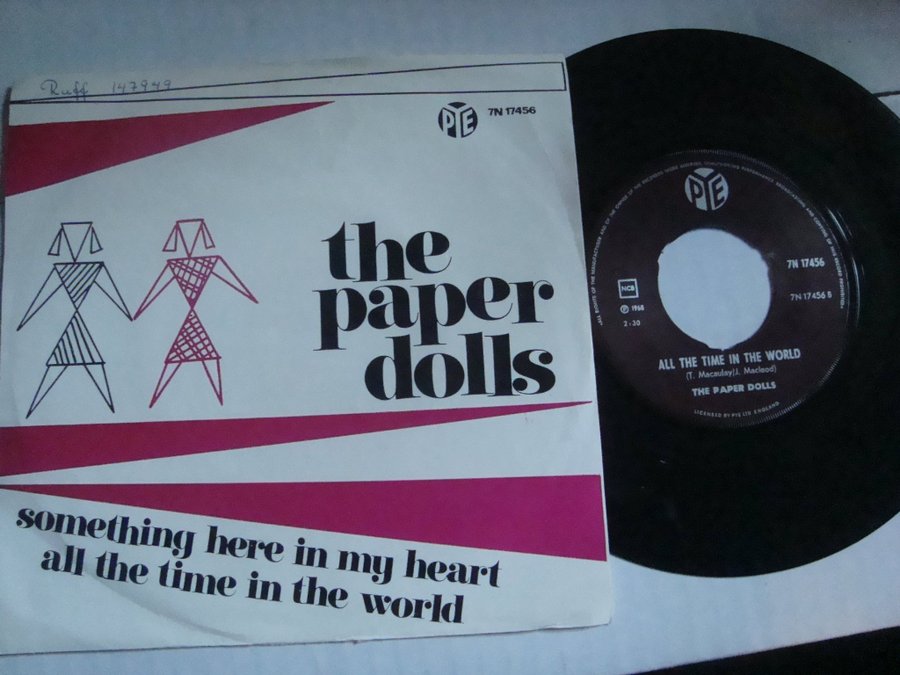 Ruff 147949
PYE 7N 17456
the
paper
dolls
something here in my heart
all the time in the world
PYE
7N 17456
NCB
7N 17456 B
℗ 1968
2-30
ALL THE TIME IN THE WORLD
(T. Macaulay/J. Macleod)
THE PAPER DOLLS
LICENSED BY PYE LTD. ENGLAND